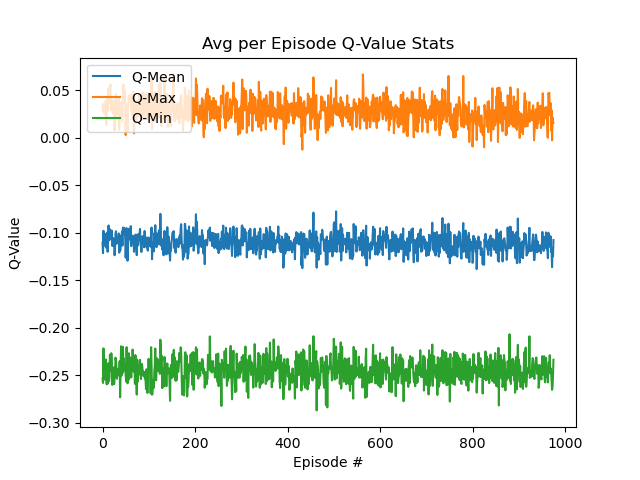 Avg per Episode Q-Value Stats
Q-Mean
Q-Max
Q-Min
0.05
0.00
−0.05
−0.10
−0.15
−0.20
−0.25
−0.30
Q-Value
0 200 400 600 800 1000
Episode #